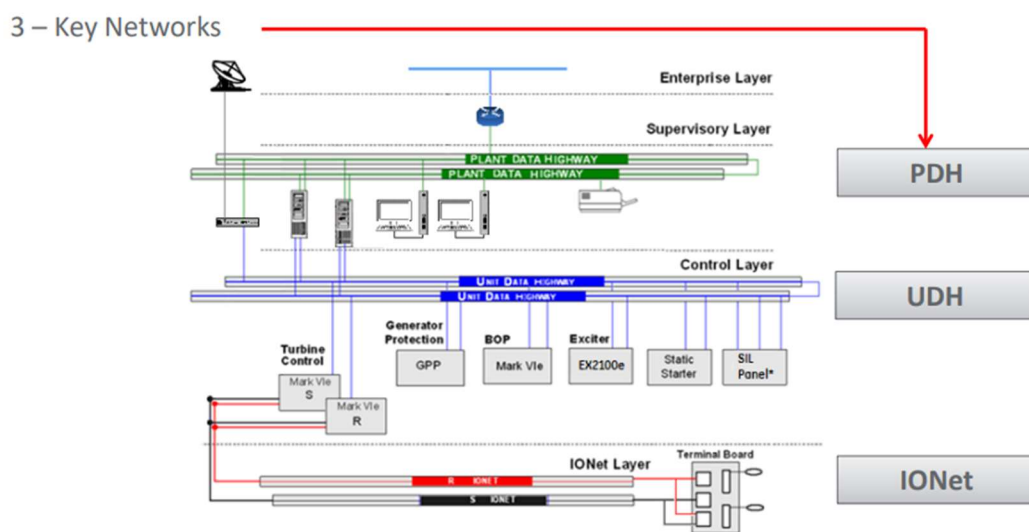 3 – Key Networks
Enterprise Layer
Supervisory Layer
PLANT DATA HIGHWAY
PLANT DATA HIGHWAY
PDH
Control Layer
UNIT DATA HIGHWAY
UNIT DATA HIGHWAY
UDH
Generator
Protection
BOP
Exciter
Turbine
Control
GPP
Mark VIe
EX2100e
Static
Starter
SIL
Panel*
Mark VIe
S
Mark VIe
R
IONet Layer
Terminal Board
R IONET
S IONET
IONet